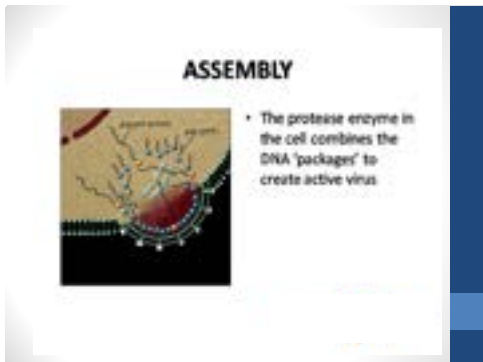 ASSEMBLY
• The protease enzyme in
the cell combines the
DNA 'packages' to
create active virus